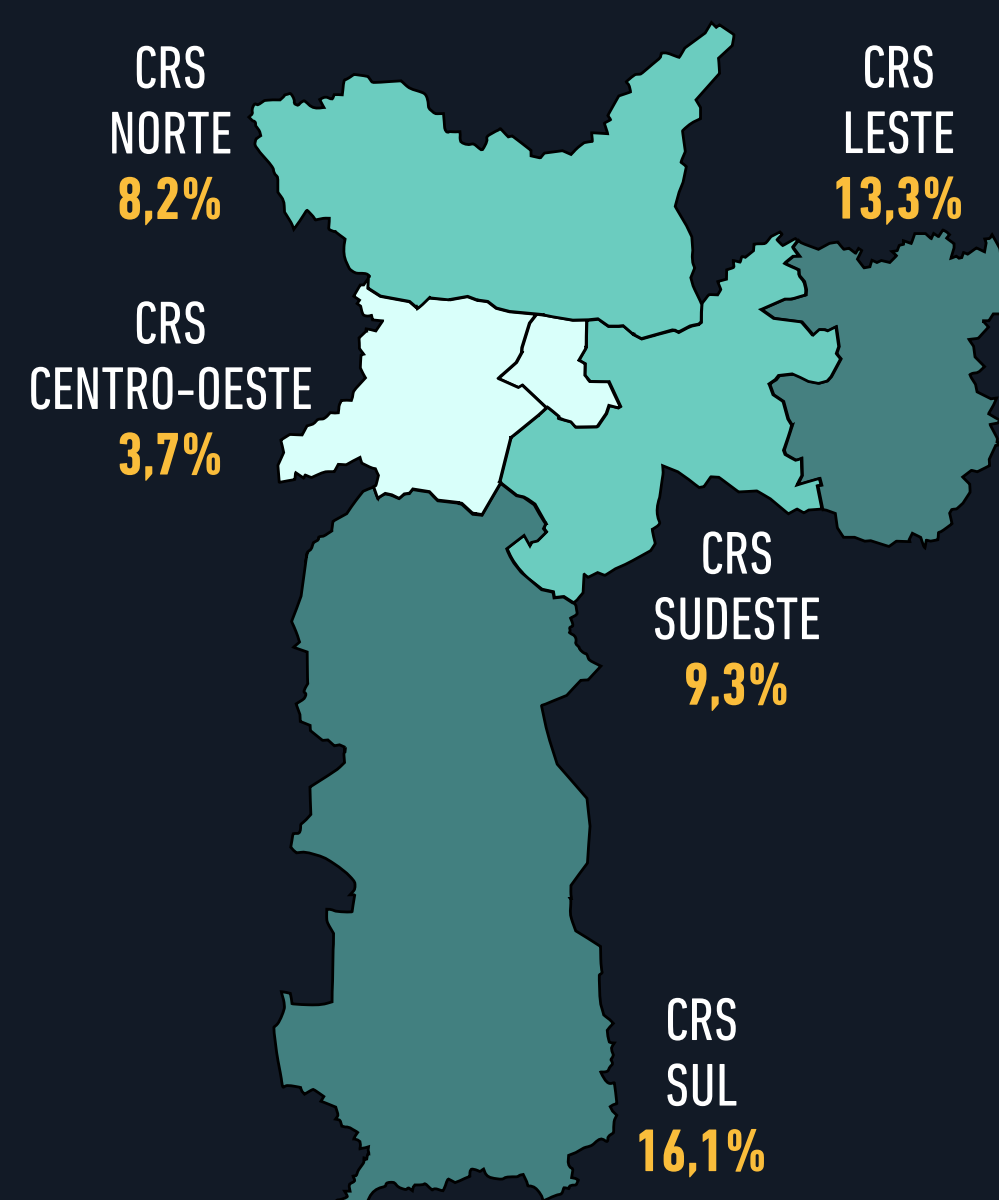 CRS
NORTE
8,2%
CRS
LESTE
13,3%
CRS
CENTRO-OESTE
3,7%
CRS
SUDESTE
9,3%
CRS
SUL
16,1%